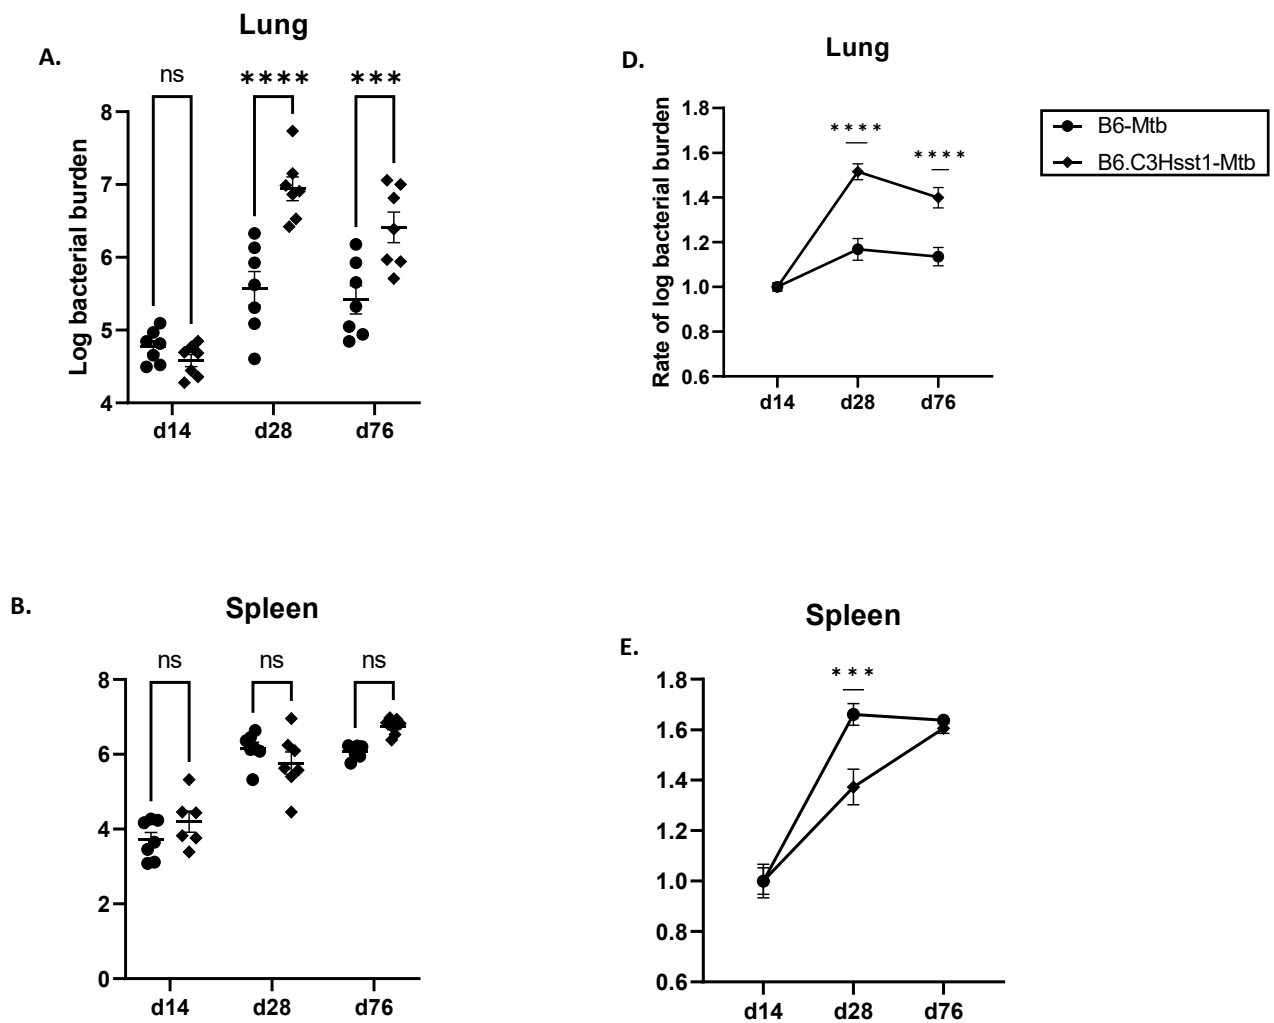 A.
Lung
ns
**** 
***
Log bacterial burden
8
7
6
5
4
d14
d28
d76
D.
Lung
****
****
Rate of log bacterial burden
1.8
1.6
1.4
1.2
1.0
0.8
0.6
d14
d28
d76
B6-Mtb
B6.C3Hsst1-Mtb
B.
Spleen
ns
ns
ns
8
6
4
2
0
d14
d28
d76
E.
Spleen
***
1.8
1.6
1.4
1.2
1.0
0.8
0.6
d14
d28
d76